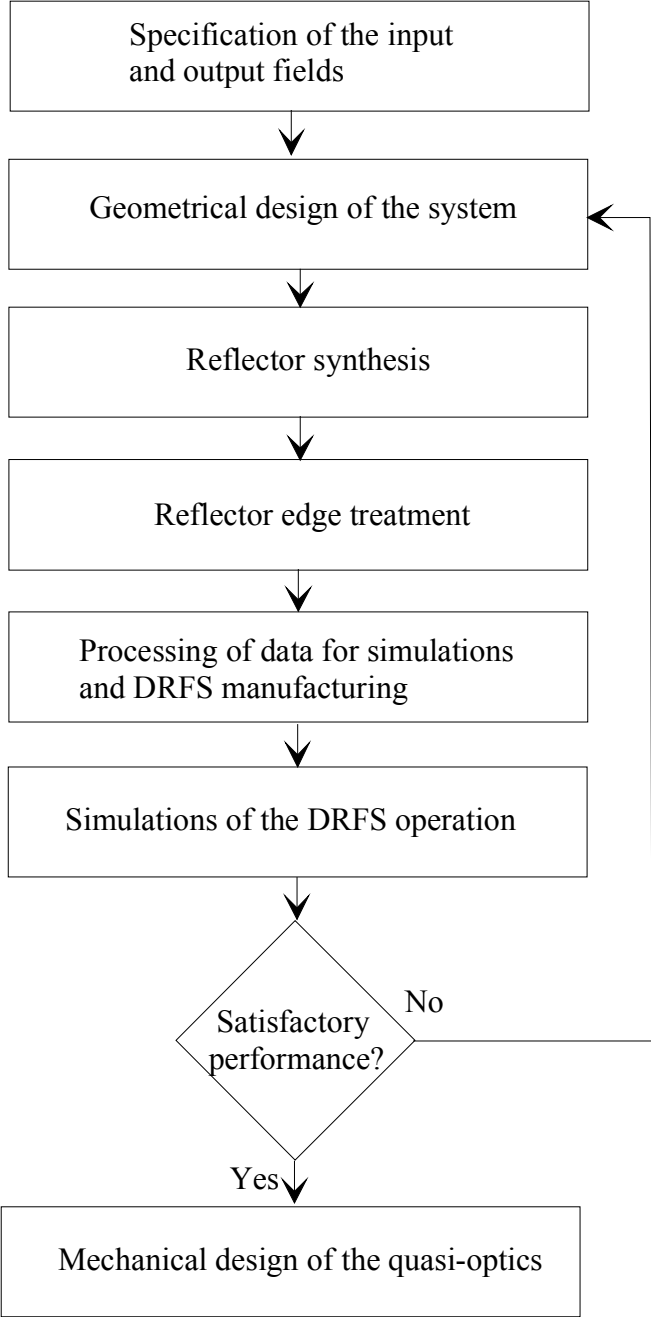 Specification of the input
and output fields
Geometrical design of the system
Reflector synthesis
Reflector edge treatment
Processing of data for simulations
and DRFS manufacturing
Simulations of the DRFS operation
Satisfactory
performance?
No
Yes
Mechanical design of the quasi-optics